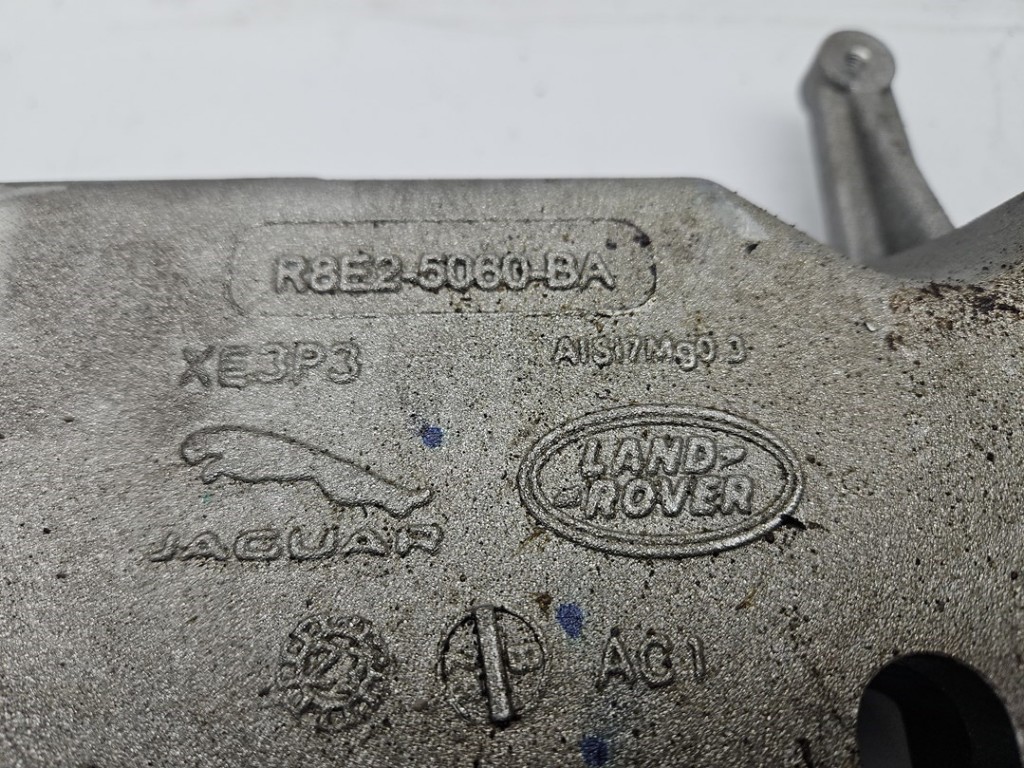 R8E2-5060-BA
XE3P3
AlSi7Mg0 3
JAGUAR
LAND-
-ROVER
AC1